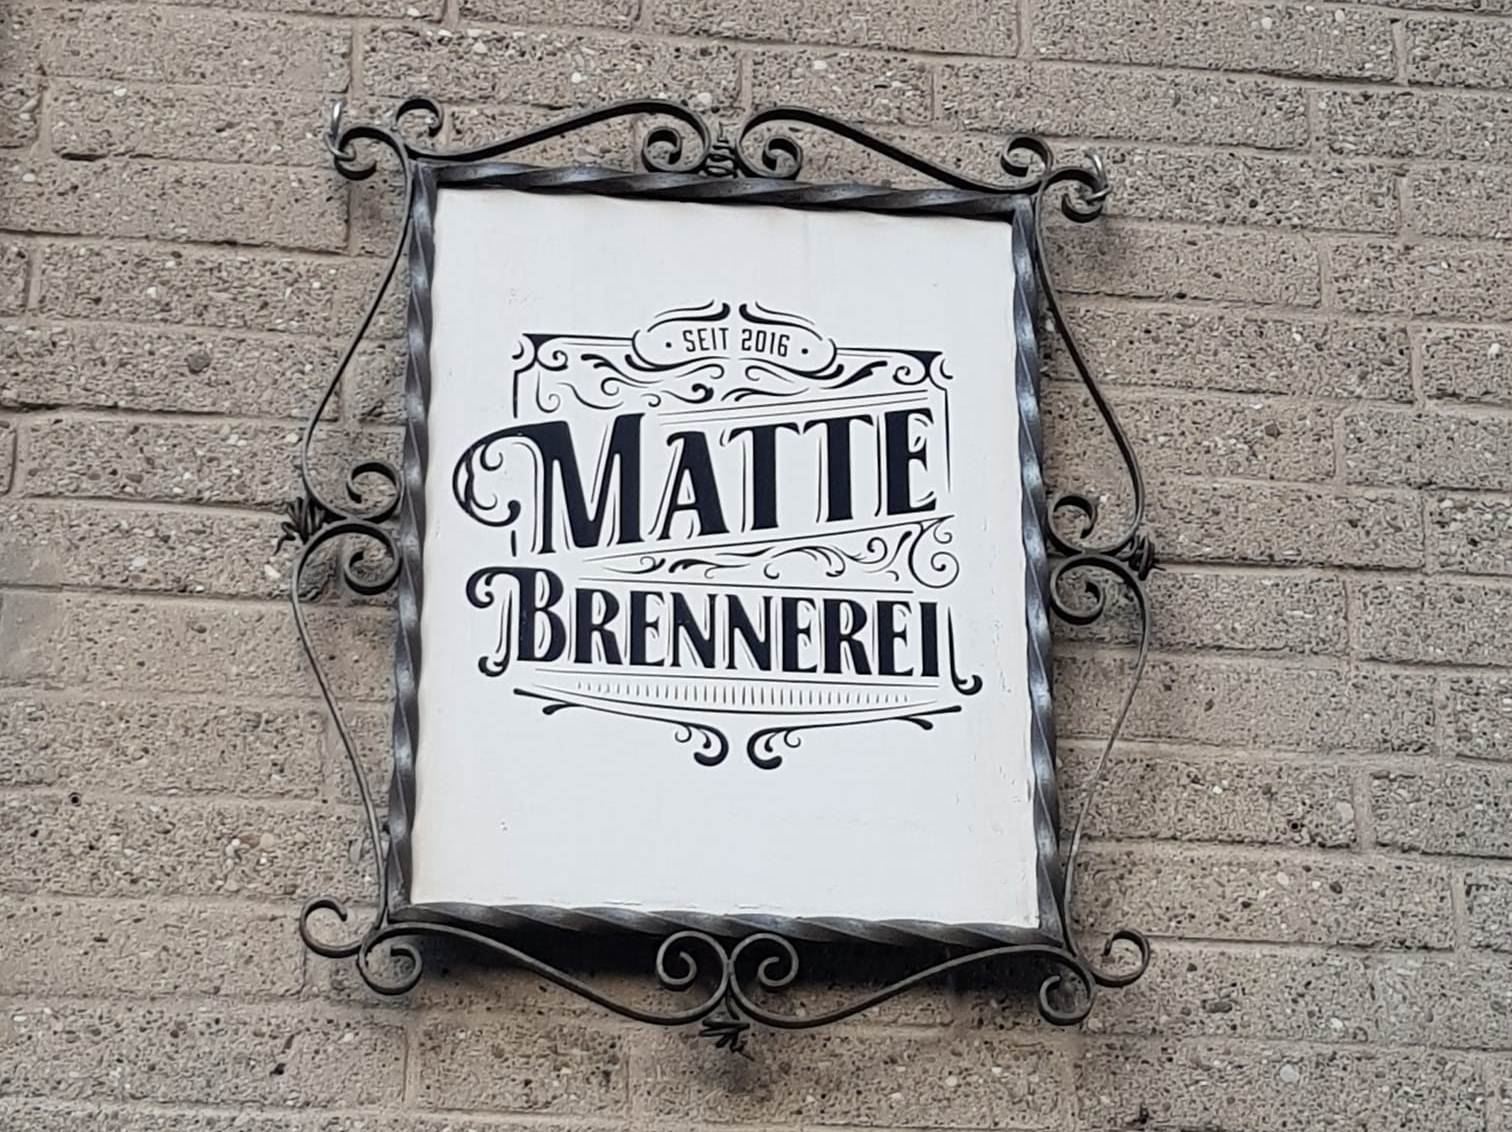 · SEIT 2016 ·
MATTE
BRENNEREI